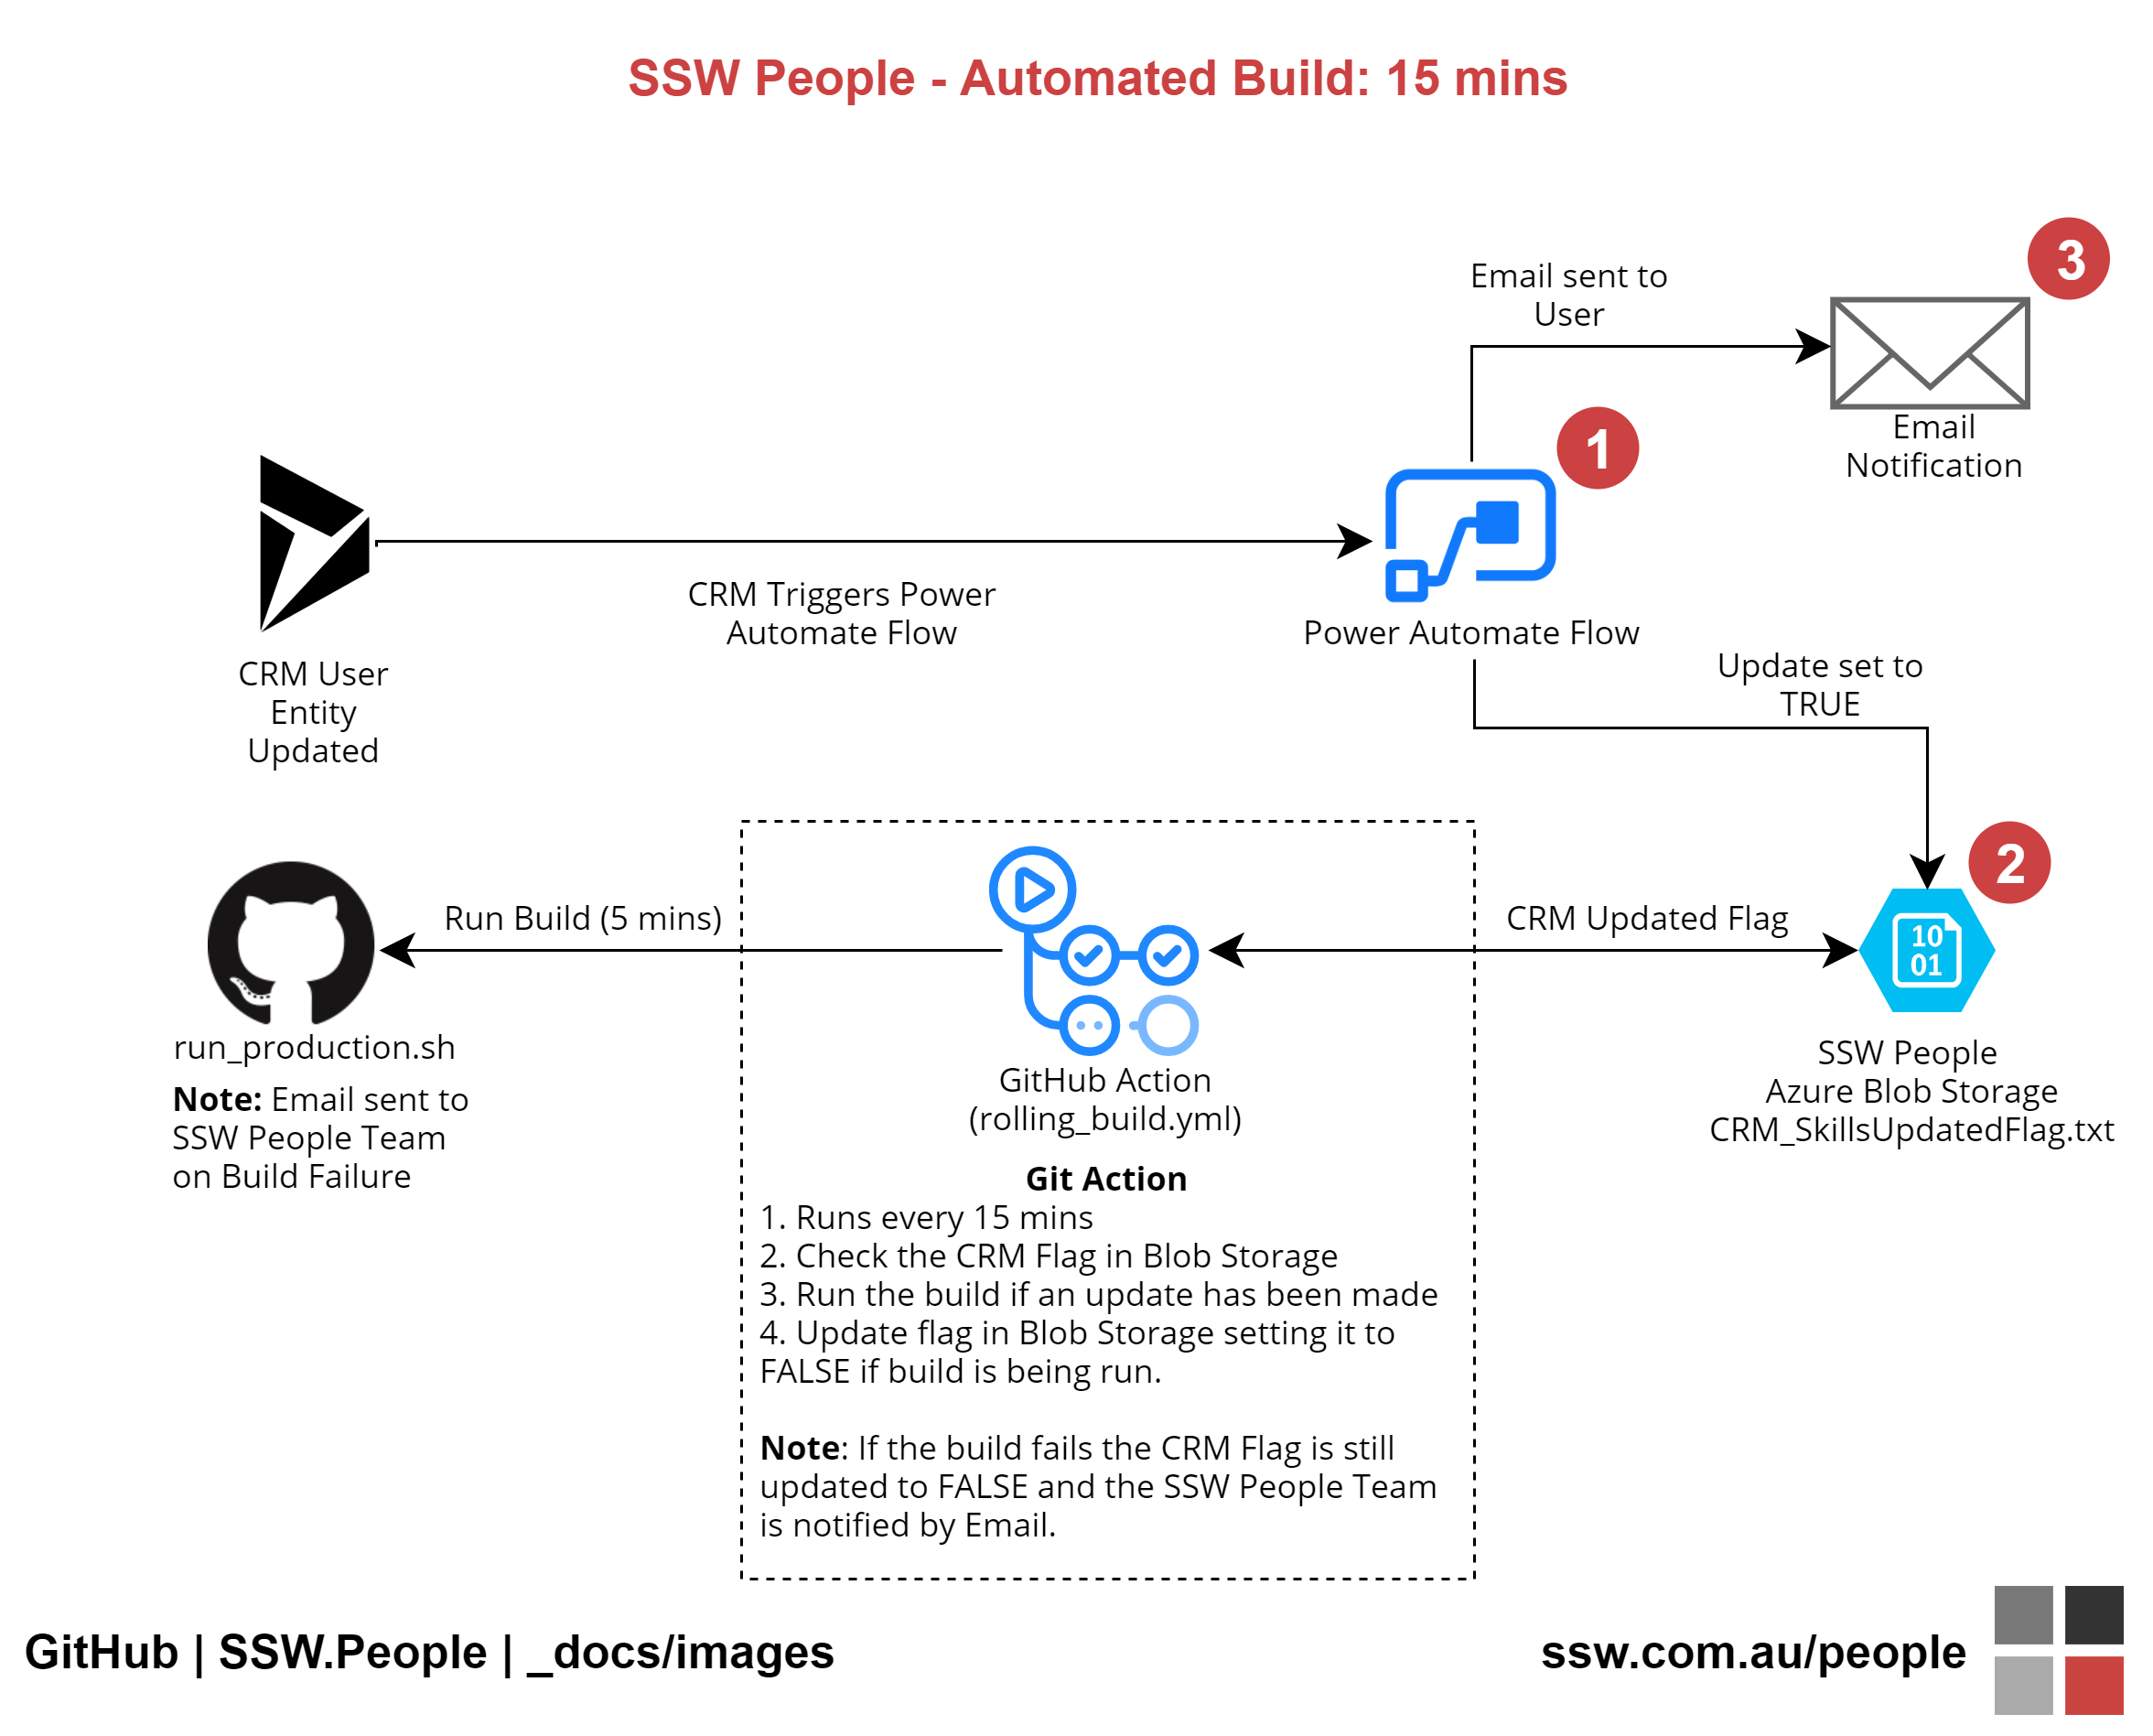 SSW People - Automated Build: 15 mins
3
Email sent to
User
Email
Notification
1
CRM Triggers Power
Automate Flow
Power Automate Flow
CRM User
Entity
Updated
Update set to
TRUE
2
Run Build (5 mins)
CRM Updated Flag
10
01
run_production.sh
Note: Email sent to
SSW People Team
on Build Failure
GitHub Action
(rolling_build.yml)
SSW People
Azure Blob Storage
CRM_SkillsUpdatedFlag.txt
Git Action
1. Runs every 15 mins
2. Check the CRM Flag in Blob Storage
3. Run the build if an update has been made
4. Update flag in Blob Storage setting it to
FALSE if build is being run.
Note: If the build fails the CRM Flag is still
updated to FALSE and the SSW People Team
is notified by Email.
GitHub | SSW.People | _docs/images
ssw.com.au/people